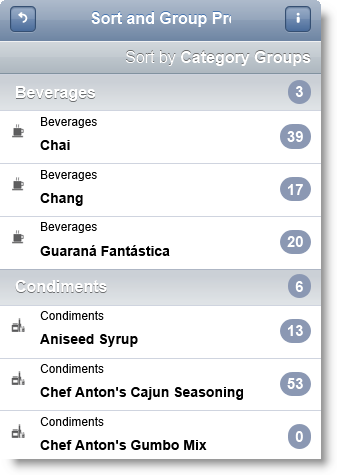 Sort and Group Pro
Sort by Category Groups
Beverages 3
Beverages
Chai 39
Beverages
Chang 17
Beverages
Guaraná Fantástica 20
Condiments 6
Condiments
Aniseed Syrup 13
Condiments
Chef Anton's Cajun Seasoning 53
Condiments
Chef Anton's Gumbo Mix 0